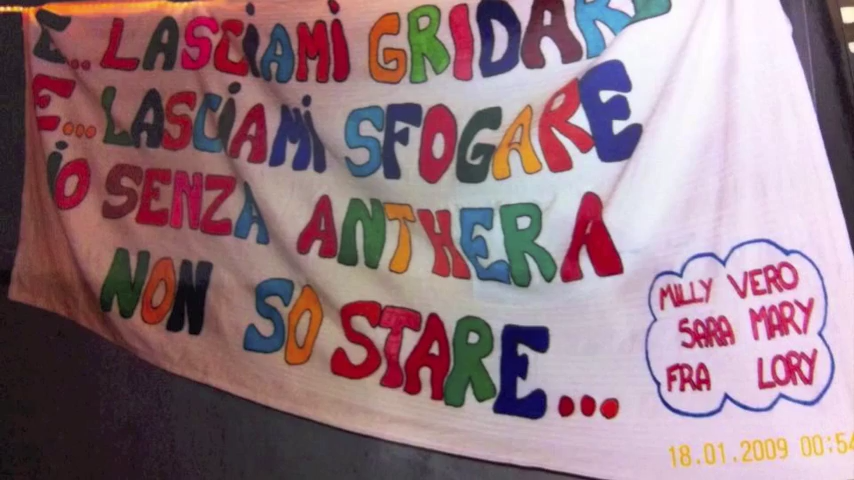 E... LASCIAMI GRIDARE
E... LASCIAMI SFOGARE
IO SENZA ANTHERA
NON SO STARE...
MILLY VERO
SARA MARY
FRA LORY
18.01.2009 00:54